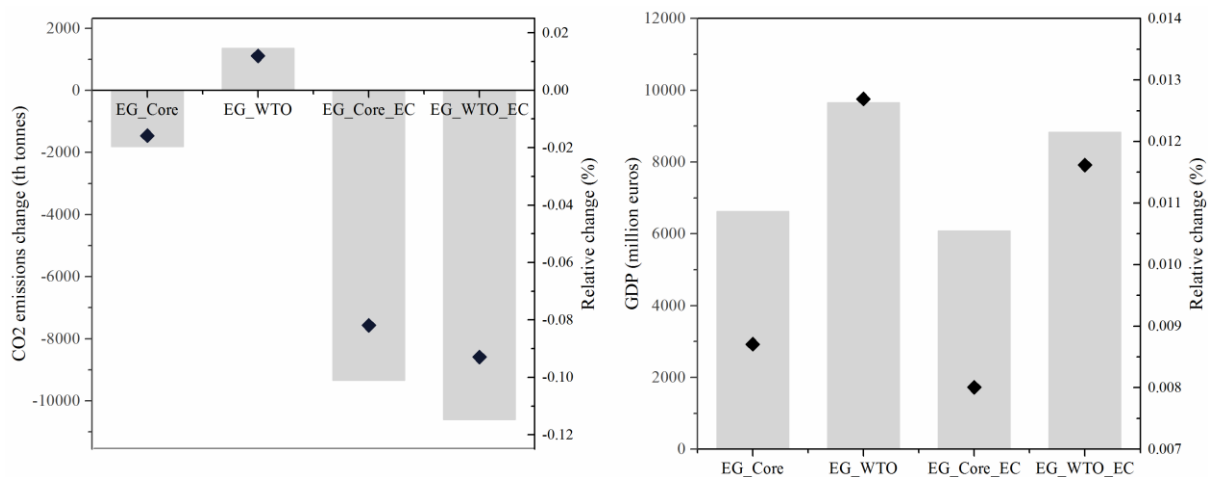 CO2 emissions change (th tonnes)
2000
0
-2000
-4000
-6000
-8000
-10000
EG_Core
EG_WTO
EG_Core_EC
EG_WTO_EC
0.02
0.00
-0.02
-0.04
-0.06
-0.08
-0.10
-0.12
Relative change (%)
GDP (million euros)
12000
10000
8000
6000
4000
2000
0
EG_Core
EG_WTO
EG_Core_EC
EG_WTO_EC
0.014
0.013
0.012
0.011
0.010
0.009
0.008
0.007
Relative change (%)